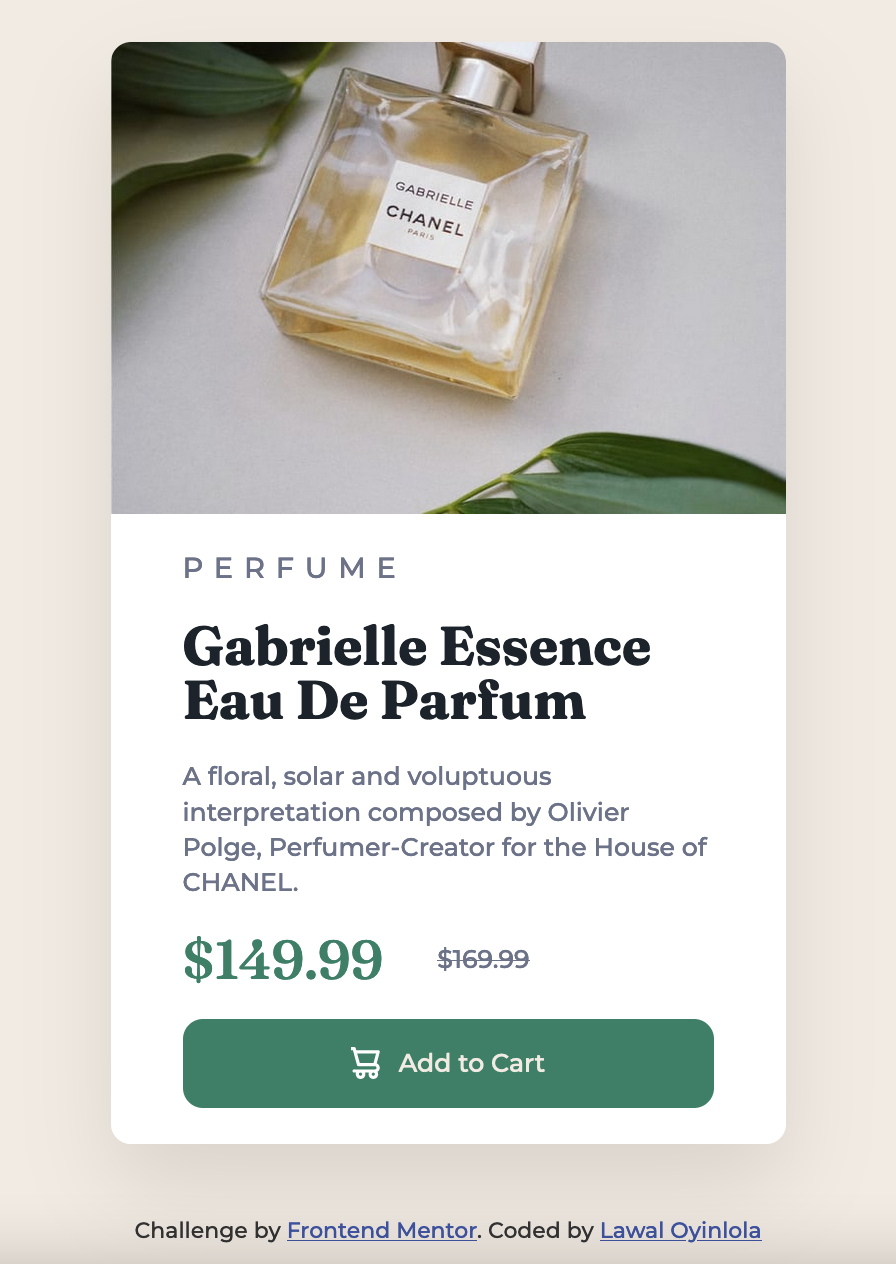 GABRIELLE
CHANEL
PARIS
PERFUME
Gabrielle Essence
Eau De Parfum
A floral, solar and voluptuous
interpretation composed by Olivier
Polge, Perfumer-Creator for the House of
CHANEL.
$149.99 $169.99
Add to Cart
Challenge by Frontend Mentor. Coded by Lawal Oyinlola